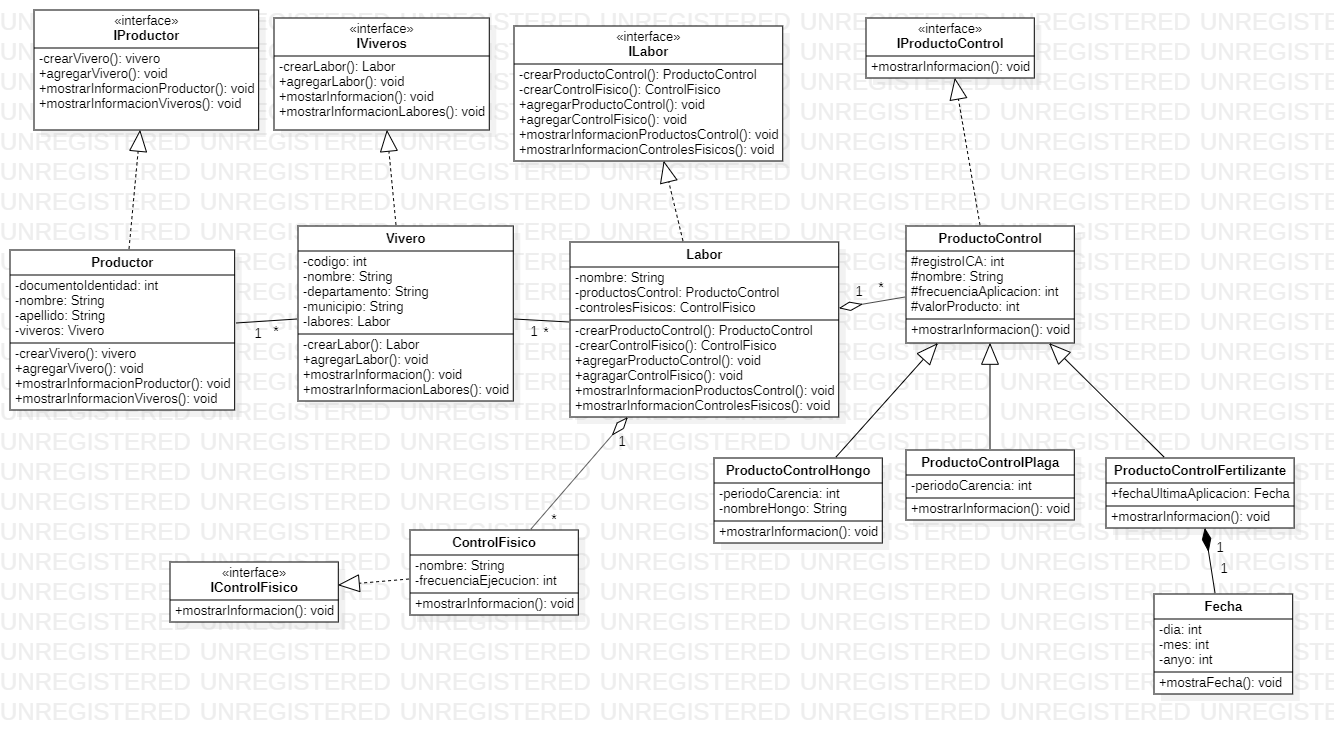 «interface»
IProductor
-crearVivero(): vivero
+agregarVivero(): void
+mostrarInformacionProductor(): void
+mostrarInformacionViveros(): void
«interface»
IViveros
-crearLabor(): Labor
+agregarLabor(): void
+mostarInformacion(): void
+mostrarInformacionLabores(): void
«interface»
ILabor
-crearProductoControl(): ProductoControl
-crearControlFisico(): ControlFisico
+agregarProductoControl(): void
+agregarControlFisico(): void
+mostrarInformacionProductosControl(): void
+mostrarInformacionControlesFisicos(): void
«interface»
IProductoControl
+mostrarInformacion(): void
Productor
-documentoIdentidad: int
-nombre: String
-apellido: String
-viveros: Vivero
-crearVivero(): vivero
+agregarVivero(): void
+mostrarInformacionProductor(): void
+mostrarInformacionViveros(): void
1 *
Vivero
-codigo: int
-nombre: String
-departamento: String
-municipio: String
-labores: Labor
-crearLabor(): Labor
+agregarLabor(): void
+mostrarInformacion(): void
+mostrarInformacionLabores(): void
1 *
Labor
-nombre: String
-productosControl: ProductoControl
-controlesFisicos: ControlFisico
-crearProductoControl(): ProductoControl
-crearControlFisico(): ControlFisico
+agregarProductoControl(): void
+agragarControlFisico(): void
+mostrarInformacionProductosControl(): void
+mostrarInformacionControlesFisicos(): void
1 *
ProductoControl
#registroICA: int
#nombre: String
#frecuenciaAplicacion: int
#valorProducto: int
+mostrarInformacion(): void
1
*
ProductoControlHongo
-periodoCarencia: int
-nombreHongo: String
+mostrarInformacion(): void
ProductoControlPlaga
-periodoCarencia: int
+mostrarInformacion(): void
ProductoControlFertilizante
+fechaUltimaAplicacion: Fecha
+mostrarInformacion(): void
1
1
«interface»
IControlFisico
+mostrarInformacion(): void
ControlFisico
-nombre: String
-frecuenciaEjecucion: int
+mostrarInformacion(): void
Fecha
-dia: int
-mes: int
-anyo: int
+mostraFecha(): void
UNREGISTERED